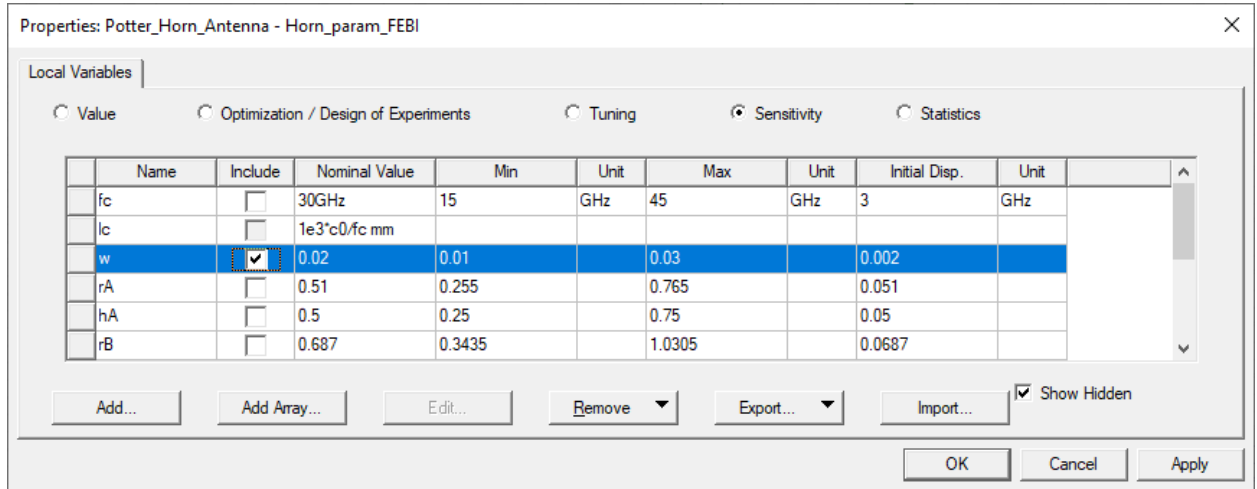 Properties: Potter_Horn_Antenna - Horn_param_FEBI
Local Variables
Value Optimization / Design of Experiments Tuning Sensitivity Statistics
Name Include Nominal Value Min Unit Max Unit Initial Disp. Unit
fc 30GHz 15 GHz 45 GHz 3 GHz
lc 1e3*c0/fc mm
w 0.02 0.01 0.03 0.002
rA 0.51 0.255 0.765 0.051
hA 0.5 0.25 0.75 0.05
rB 0.687 0.3435 1.0305 0.0687
Add... Add Array... Edit... Remove Export... Import... Show Hidden
OK Cancel Apply